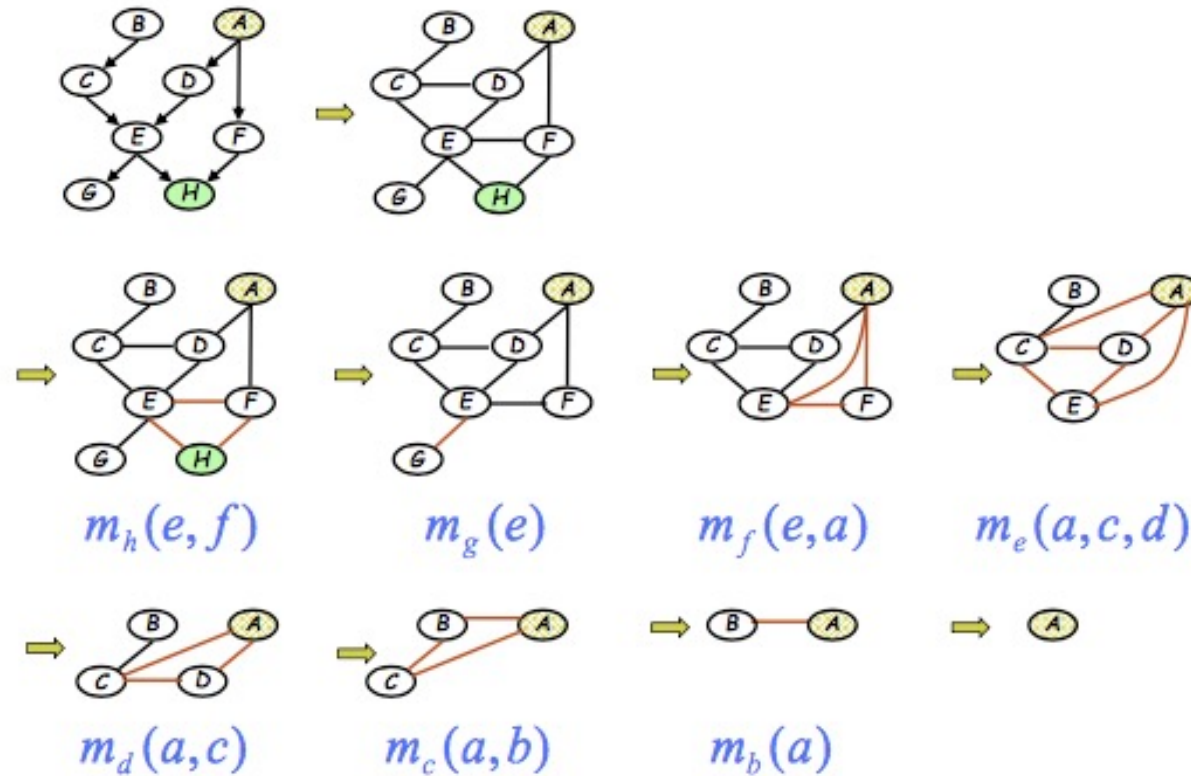 B A
C D
E F
G H
B A
C D
E F
G H
B A
C D
E F
G H
B A
C D
E F
G
B A
C D
E F
B A
C D
E
m_h(e,f) m_g(e) m_f(e,a) m_e(a,c,d)
B A
C D
B A
C
B A
A
m_d(a,c) m_c(a,b) m_b(a)